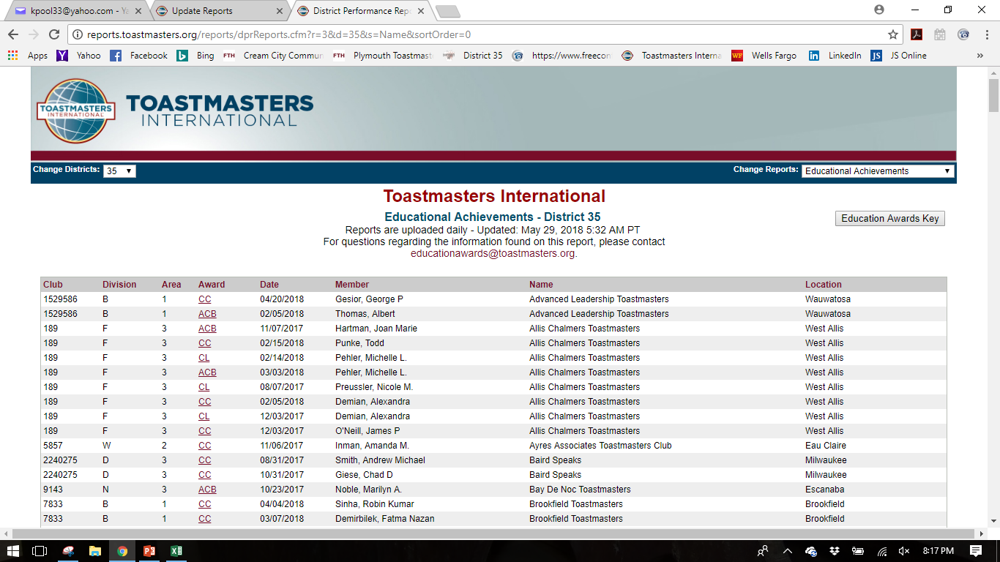 kpool33@yahoo.com - Ya
Update Reports
District Performance Repo
reports.toastmasters.org/reports/dprReports.cfm?r=3&d=35&s=Name&sortOrder=0
Apps Yahoo Facebook Bing FTH Cream City Commun FTH Plymouth Toastmast District 35 https://www.freecon Toastmasters Interna WF Wells Fargo in LinkedIn JS JS Online »
TOASTMASTERS INTERNATIONAL
TOASTMASTERS
INTERNATIONAL
Change Districts: 35 Change Reports: Educational Achievements
Toastmasters International
Educational Achievements - District 35
Education Awards Key
Reports are uploaded daily - Updated: May 29, 2018 5:32 AM PT
For questions regarding the information found on this report, please contact
educationawards@toastmasters.org.
Club Division Area Award Date Member Name Location
1529586 B 1 CC 04/20/2018 Gesior, George P Advanced Leadership Toastmasters Wauwatosa
1529586 B 1 ACB 02/05/2018 Thomas, Albert Advanced Leadership Toastmasters Wauwatosa
189 F 3 ACB 11/07/2017 Hartman, Joan Marie Allis Chalmers Toastmasters West Allis
189 F 3 CC 02/15/2018 Punke, Todd Allis Chalmers Toastmasters West Allis
189 F 3 CL 02/14/2018 Pehler, Michelle L. Allis Chalmers Toastmasters West Allis
189 F 3 ACB 03/03/2018 Pehler, Michelle L. Allis Chalmers Toastmasters West Allis
189 F 3 CL 08/07/2017 Preussler, Nicole M. Allis Chalmers Toastmasters West Allis
189 F 3 CC 02/05/2018 Demian, Alexandra Allis Chalmers Toastmasters West Allis
189 F 3 CL 12/03/2017 Demian, Alexandra Allis Chalmers Toastmasters West Allis
189 F 3 CC 12/03/2017 O'Neill, James P Allis Chalmers Toastmasters West Allis
5857 W 2 CC 11/06/2017 Inman, Amanda M. Ayres Associates Toastmasters Club Eau Claire
2240275 D 3 CC 08/31/2017 Smith, Andrew Michael Baird Speaks Milwaukee
2240275 D 3 CC 10/31/2017 Giese, Chad D Baird Speaks Milwaukee
9143 N 3 ACB 10/23/2017 Noble, Marilyn A. Bay De Noc Toastmasters Escanaba
7833 B 1 CC 04/04/2018 Sinha, Robin Kumar Brookfield Toastmasters Brookfield
7833 B 1 CC 03/07/2018 Demirbilek, Fatma Nazan Brookfield Toastmasters Brookfield
8:17 PM